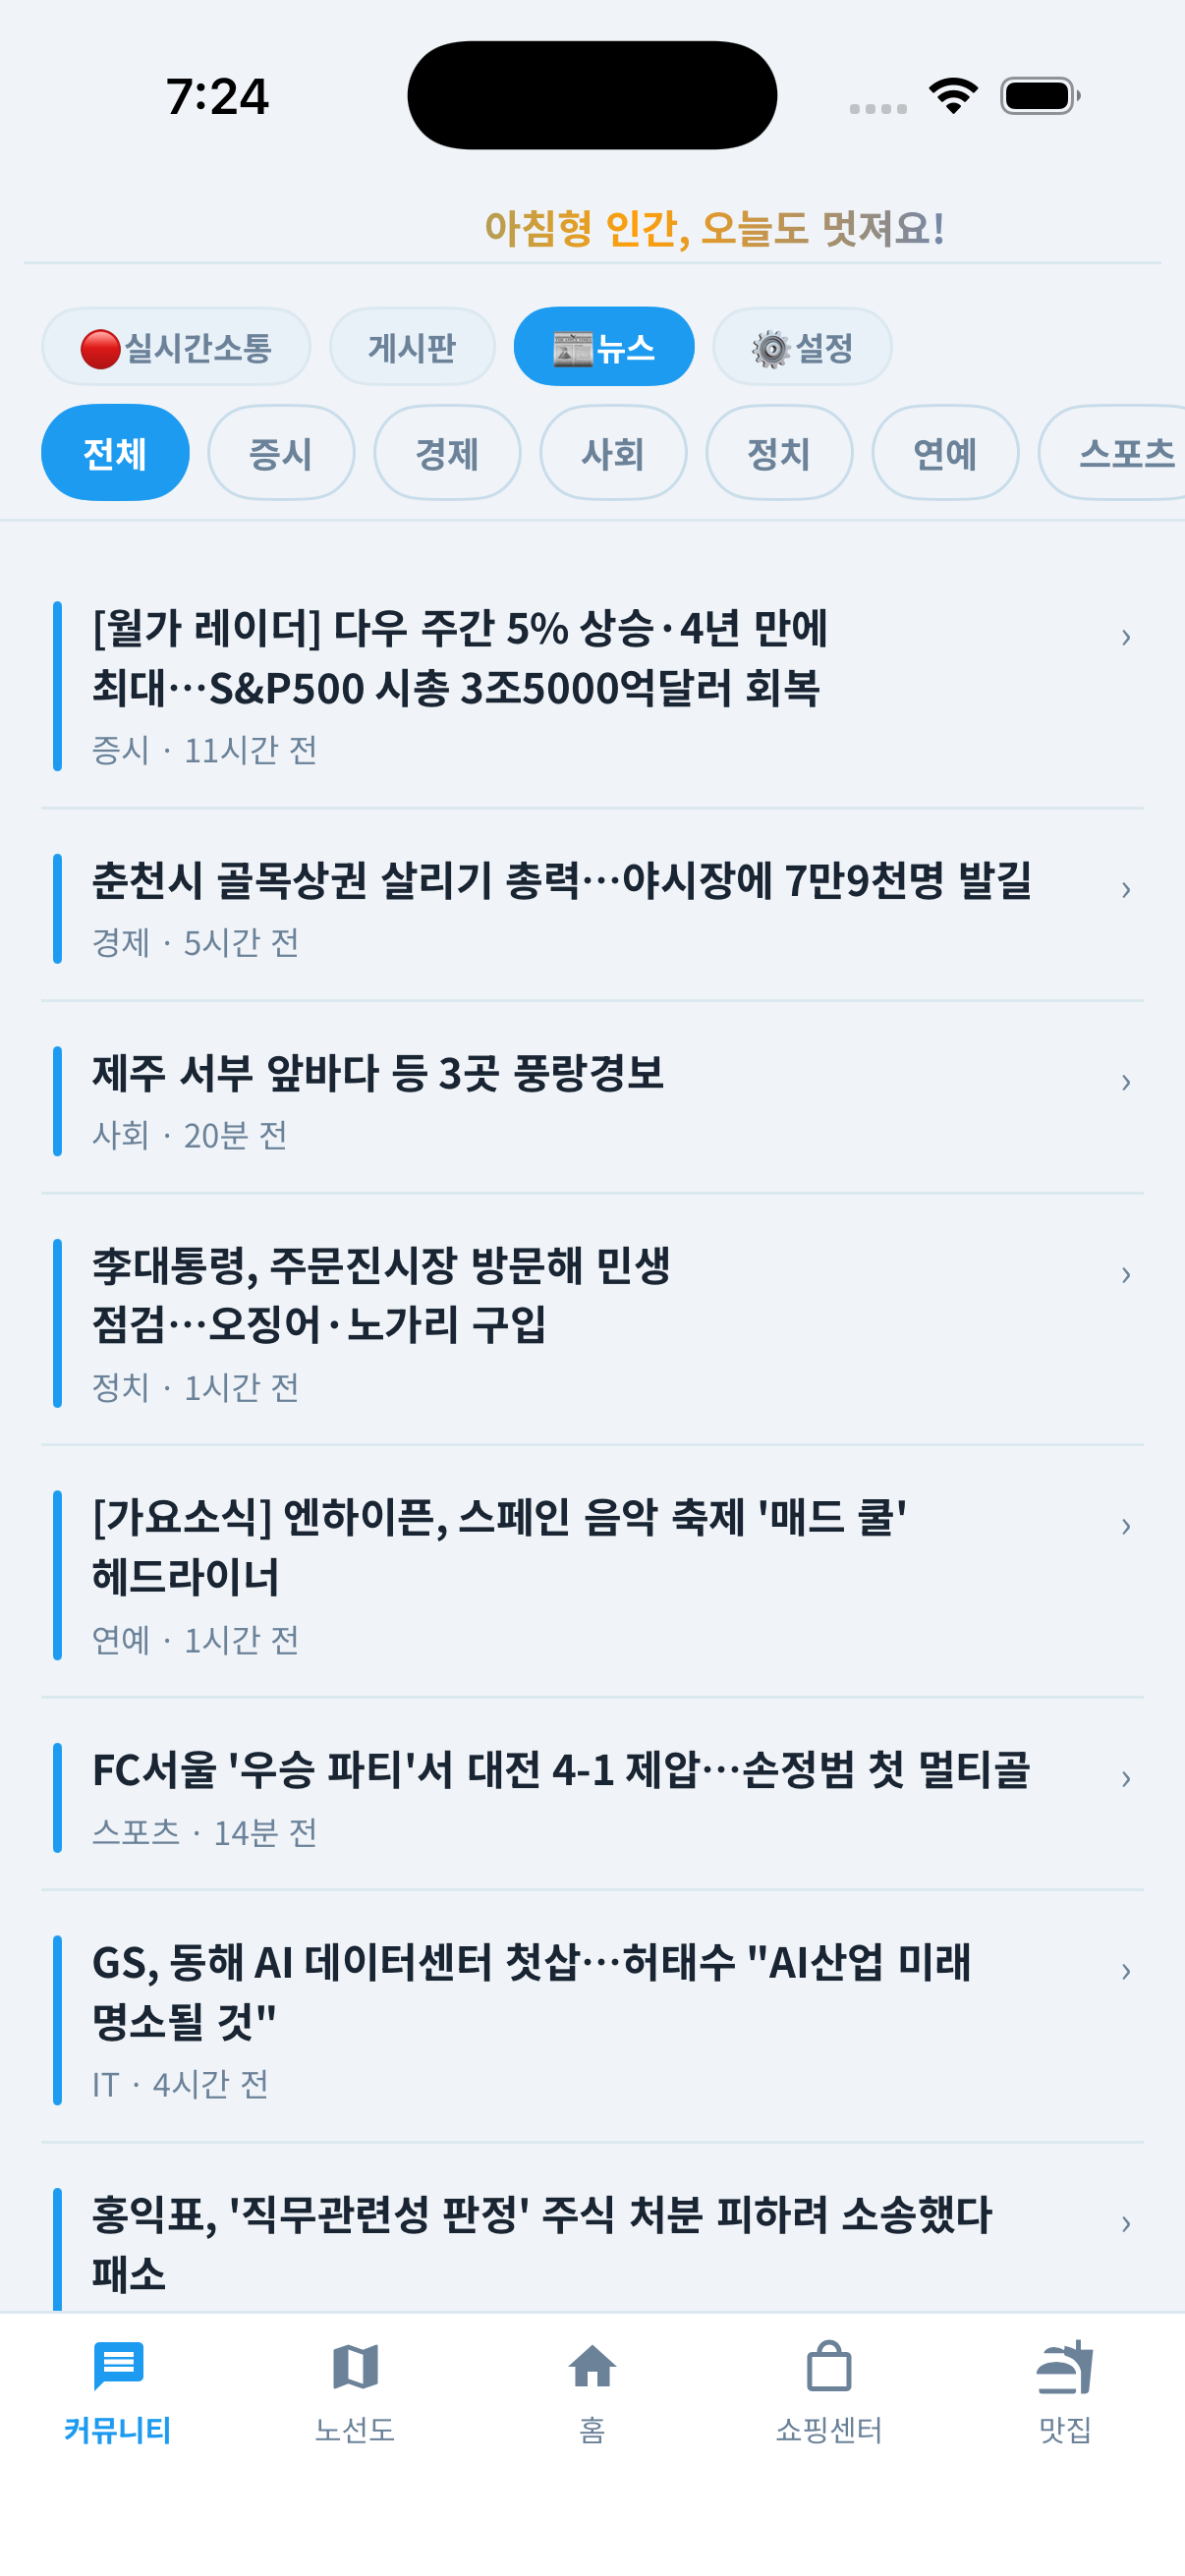 7:24
아침형 인간, 오늘도 멋져요!
🔴실시간소통 게시판 📰뉴스 ⚙️설정
전체 증시 경제 사회 정치 연예 스포츠
[월가 레이더] 다우 주간 5% 상승·4년 만에
최대…S&P500 시총 3조5000억달러 회복
증시 · 11시간 전
춘천시 골목상권 살리기 총력…야시장에 7만9천명 발길
경제 · 5시간 전
제주 서부 앞바다 등 3곳 풍랑경보
사회 · 20분 전
李대통령, 주문진시장 방문해 민생
점검…오징어·노가리 구입
정치 · 1시간 전
[가요소식] 엔하이픈, 스페인 음악 축제 '매드 쿨'
헤드라이너
연예 · 1시간 전
FC서울 '우승 파티'서 대전 4-1 제압…손정범 첫 멀티골
스포츠 · 14분 전
GS, 동해 AI 데이터센터 첫삽…허태수 "AI산업 미래
명소될 것"
IT · 4시간 전
홍익표, '직무관련성 판정' 주식 처분 피하려 소송했다
패소
커뮤니티 노선도 홈 쇼핑센터 맛집